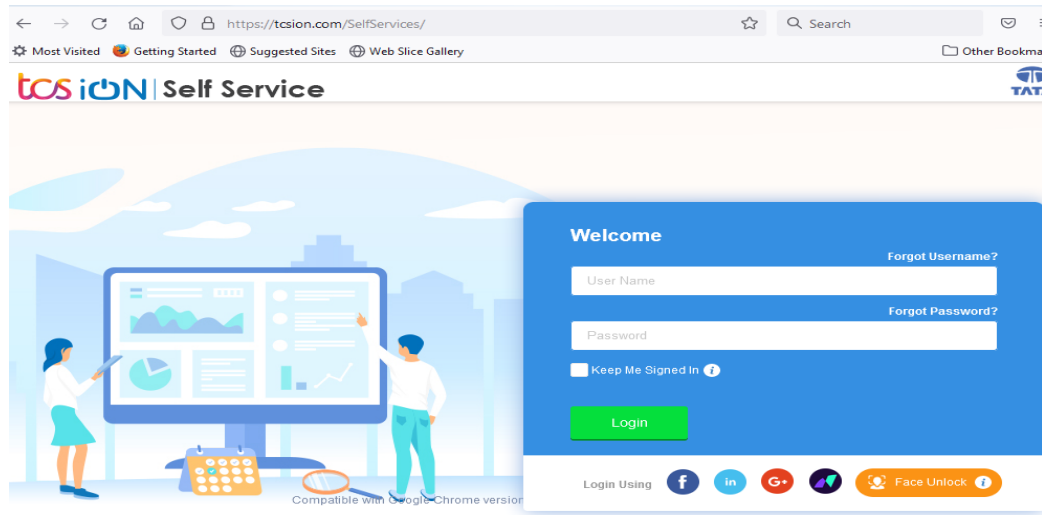 https://tcsion.com/SelfServices/
Search
Most Visited Getting Started Suggested Sites Web Slice Gallery
Other Bookma
tcs iON Self Service
TATA
Welcome
Forgot Username?
User Name
Forgot Password?
Password
Keep Me Signed In i
Login
Login Using f in G+ Face Unlock i
Compatible with Google Chrome version